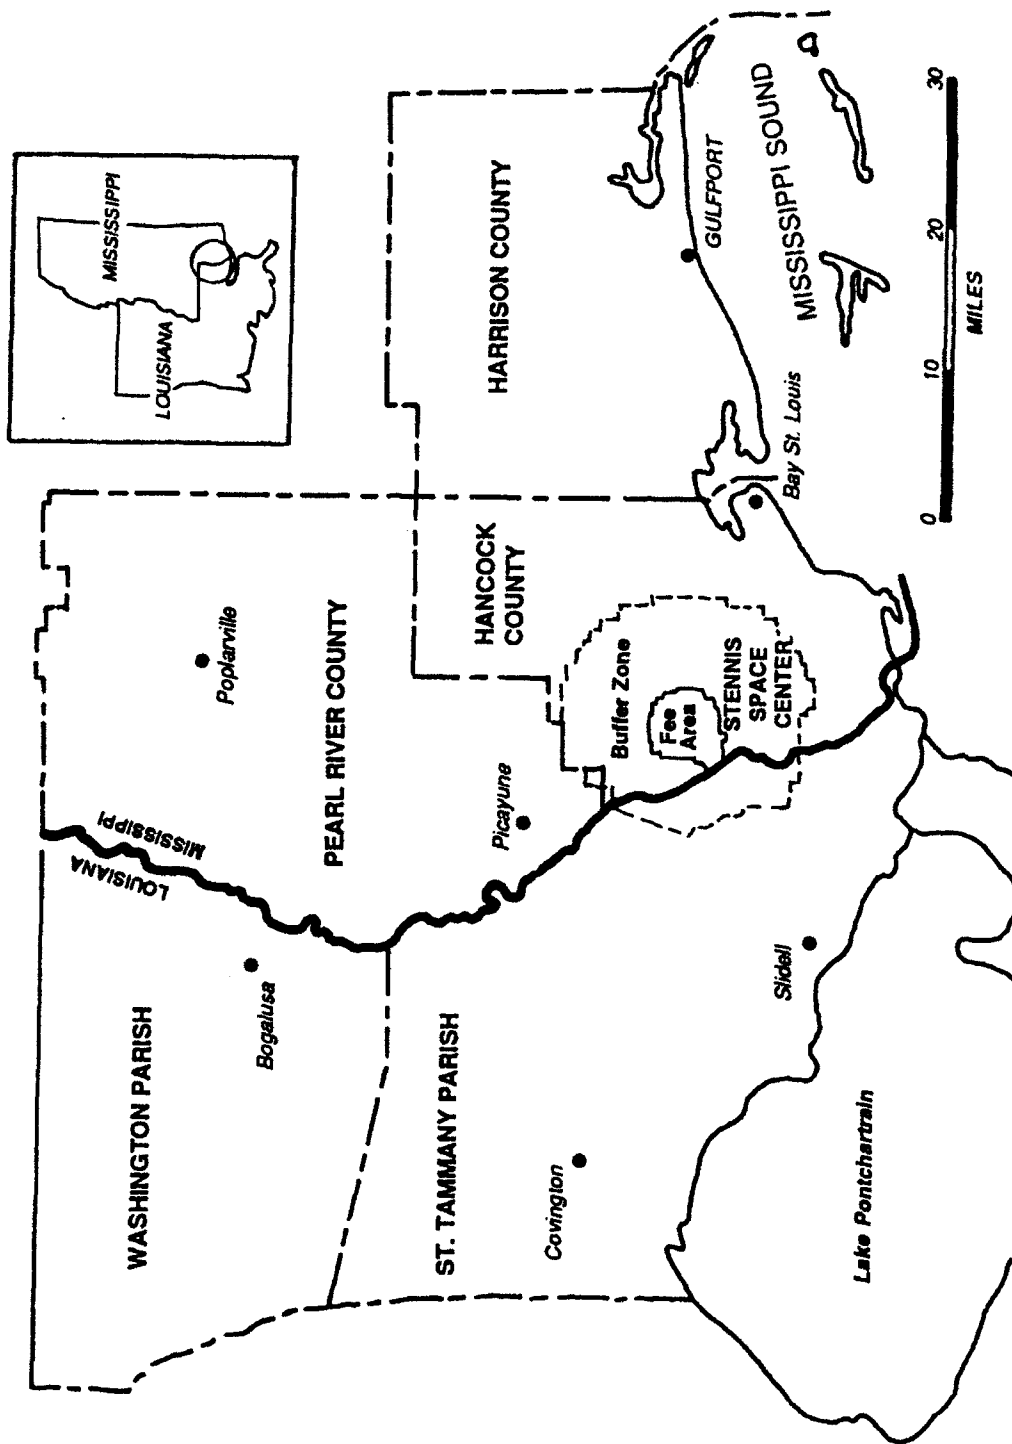 LOUISIANA
MISSISSIPPI
WASHINGTON PARISH
Bogalusa
LOUISIANA
MISSISSIPPI
Poplarville
PEARL RIVER COUNTY
ST. TAMMANY PARISH
Covington
Picayune
HANCOCK
COUNTY
HARRISON COUNTY
Buffer Zone
Fee
Area
STENNIS
SPACE
CENTER
Slidell
Bay St. Louis
GULFPORT
MISSISSIPPI SOUND
Lake Pontchartrain
0
10
20
30
MILES